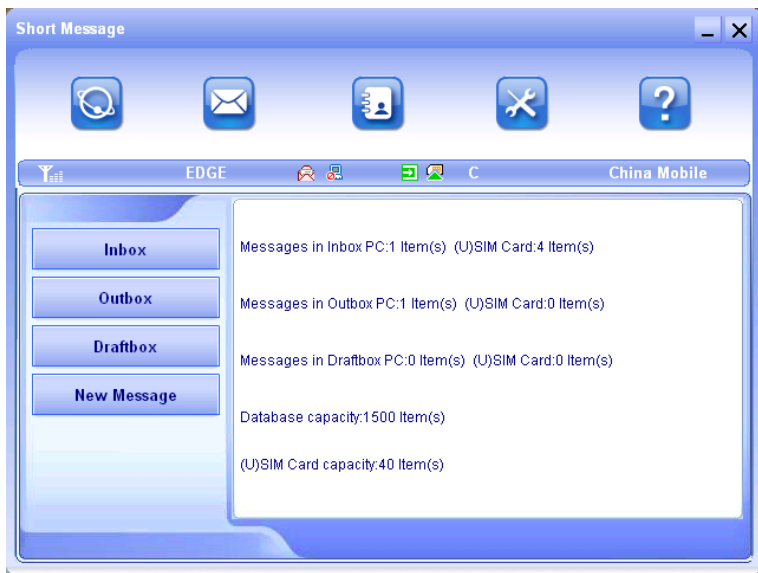 Short Message
EDGE C China Mobile
Inbox
Outbox
Draftbox
New Message
Messages in Inbox PC:1 Item(s) (U)SIM Card:4 Item(s)
Messages in Outbox PC:1 Item(s) (U)SIM Card:0 Item(s)
Messages in Draftbox PC:0 Item(s) (U)SIM Card:0 Item(s)
Database capacity:1500 Item(s)
(U)SIM Card capacity:40 Item(s)